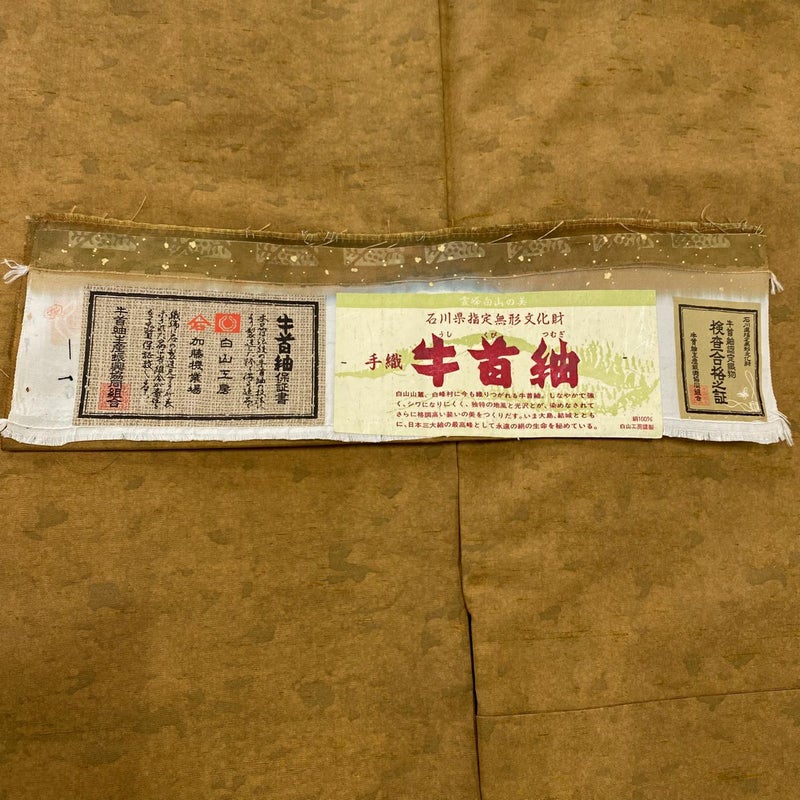 牛首紬保証書
白山工房
加藤機業場
牛首紬生産振興協同組合
雲峰白山の美
石川県指定無形文化財
うし くび つむぎ
手織 牛首紬
白山山麓、白峰村に今も織りつがれる牛首紬。しなやかで強
く、シワになりにくく、独特の地風と光沢とが、染めなされて
さらに格調高い装いの美をつくりだす。いま大島、結城ととも
に、日本三大紬の最高峰として永遠の絹の生命を秘めている。
絹100%
白山工房謹製
石川県指定無形文化財
牛首紬認定織物
検査合格之証
牛首紬生産振興協同組合